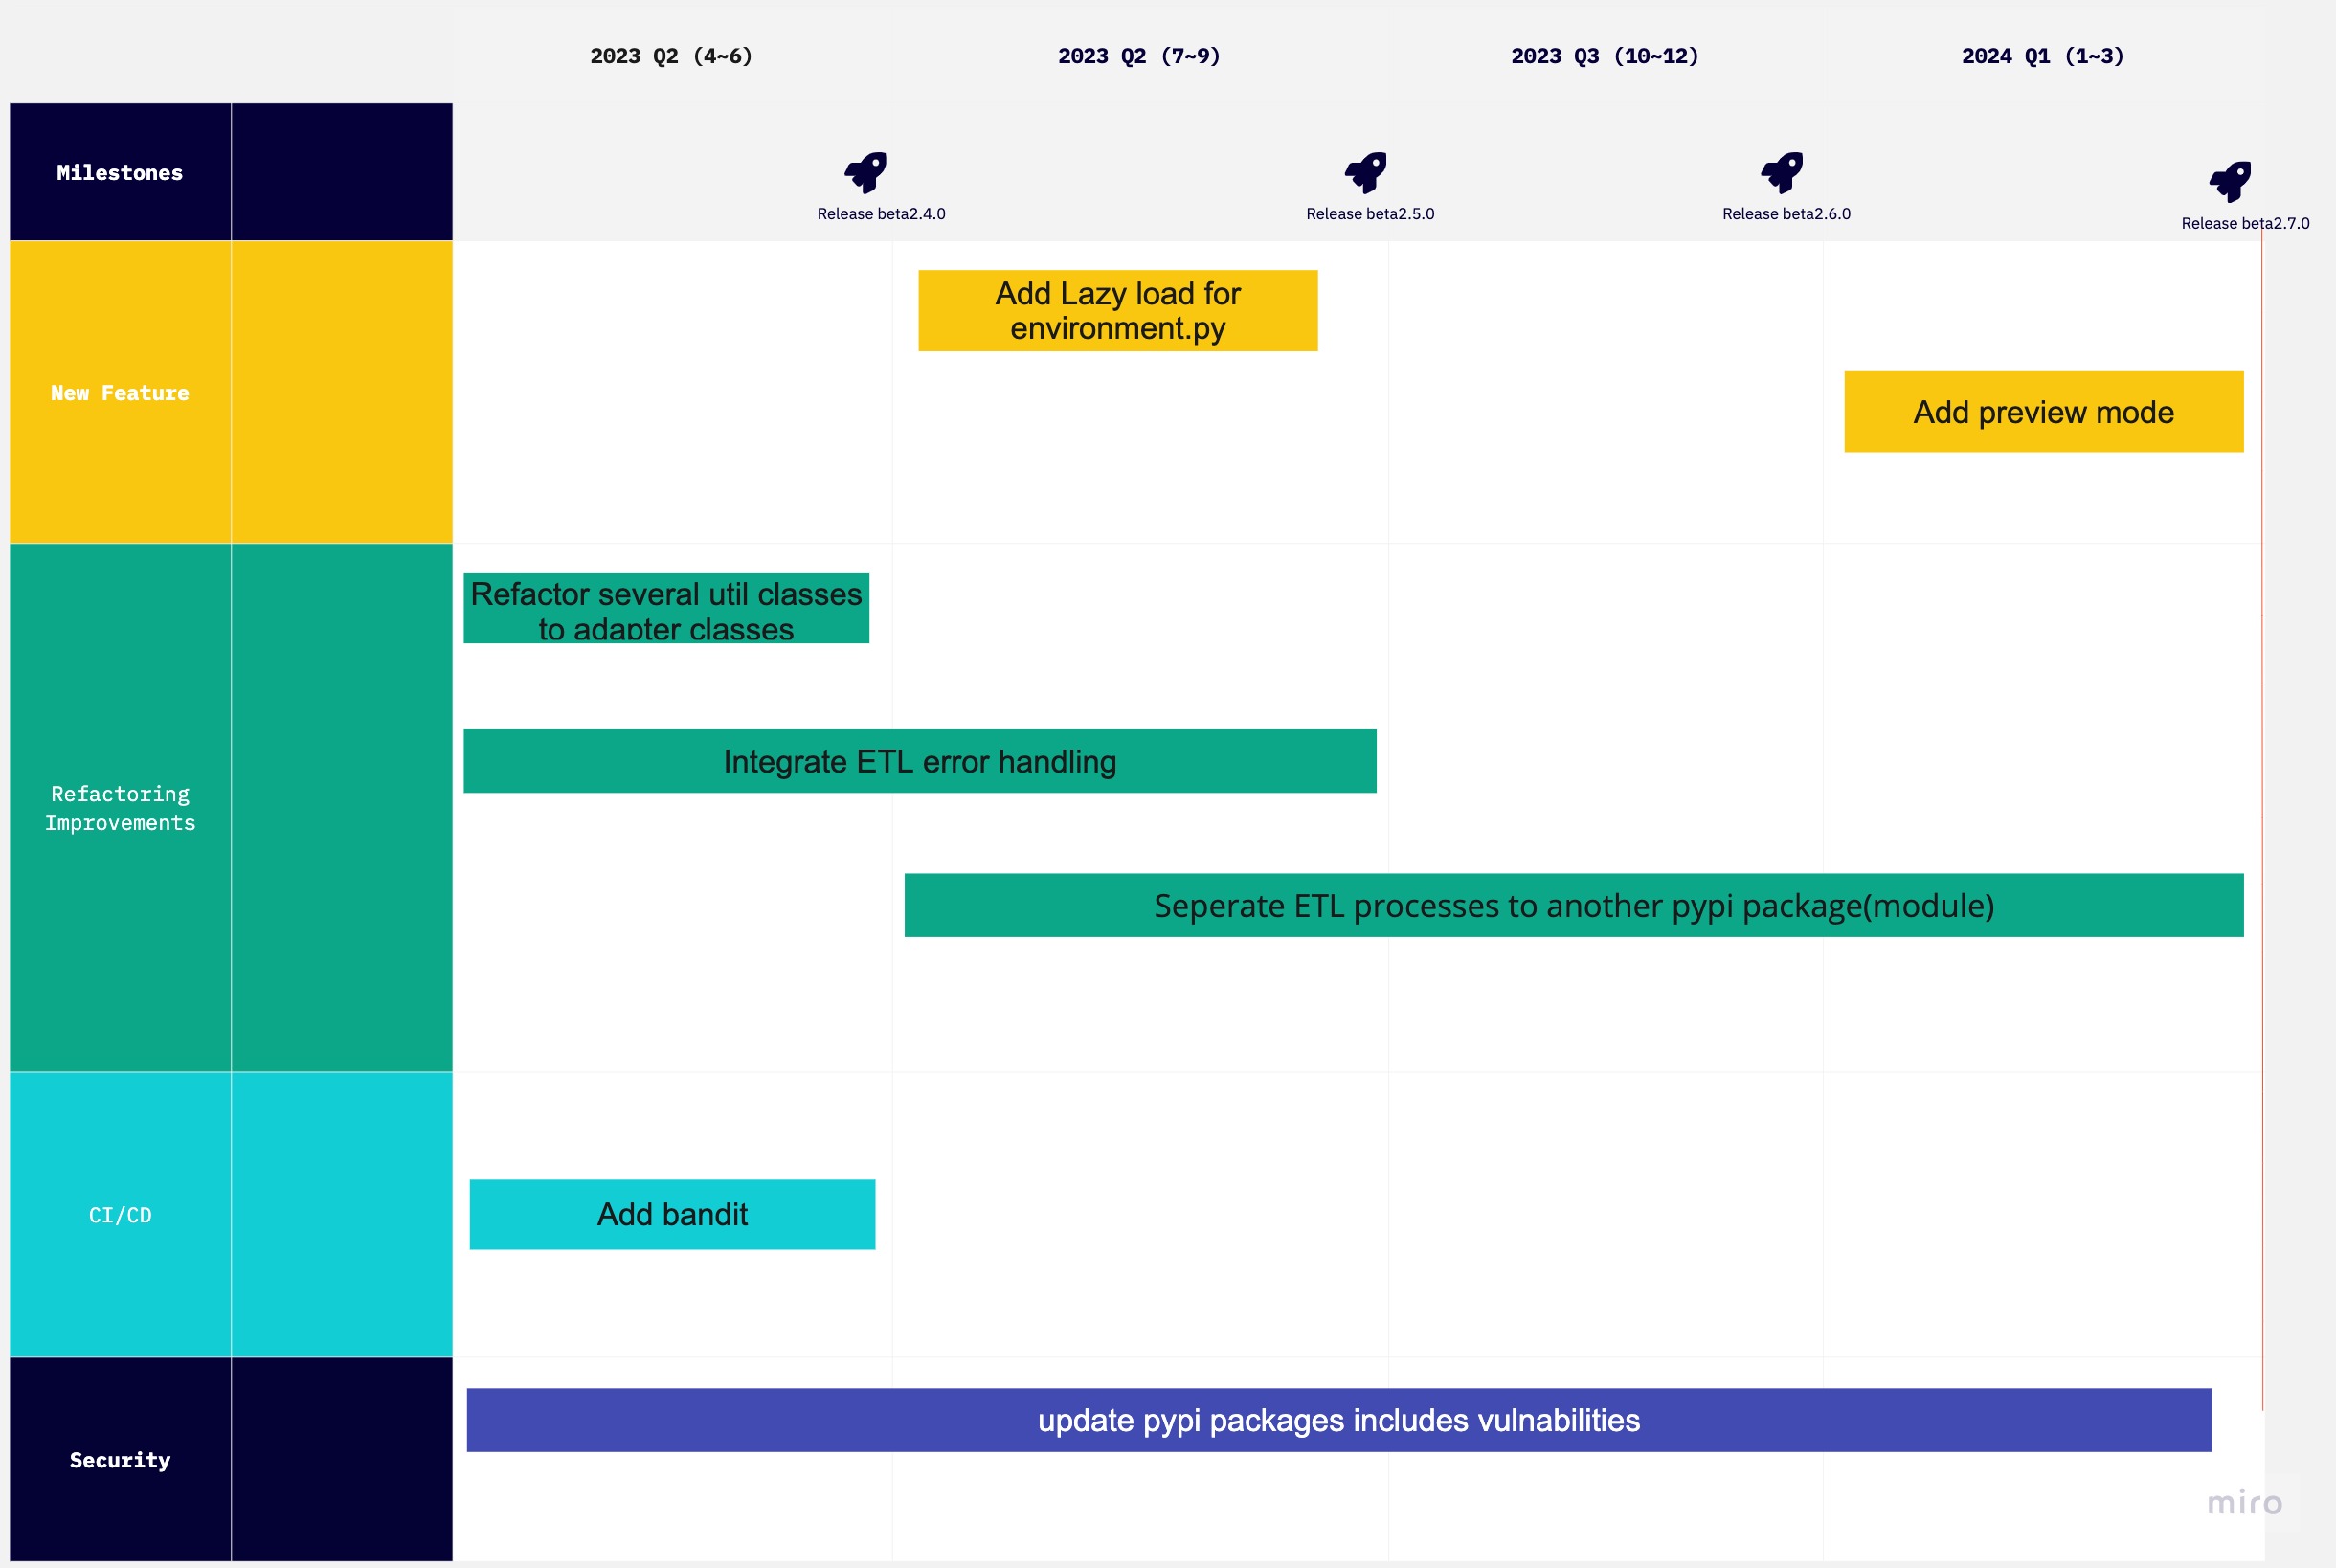 2023 Q2 (4~6)
2023 Q2 (7~9)
2023 Q3 (10~12)
2024 Q1 (1~3)
Milestones
Release beta2.4.0
Release beta2.5.0
Release beta2.6.0
Release beta2.7.0
New Feature
Add Lazy load for
environment.py
Add preview mode
Refactoring
Improvements
Refactor several util classes
to adapter classes
Integrate ETL error handling
Seperate ETL processes to another pypi package(module)
CI/CD
Add bandit
Security
update pypi packages includes vulnabilities
miro